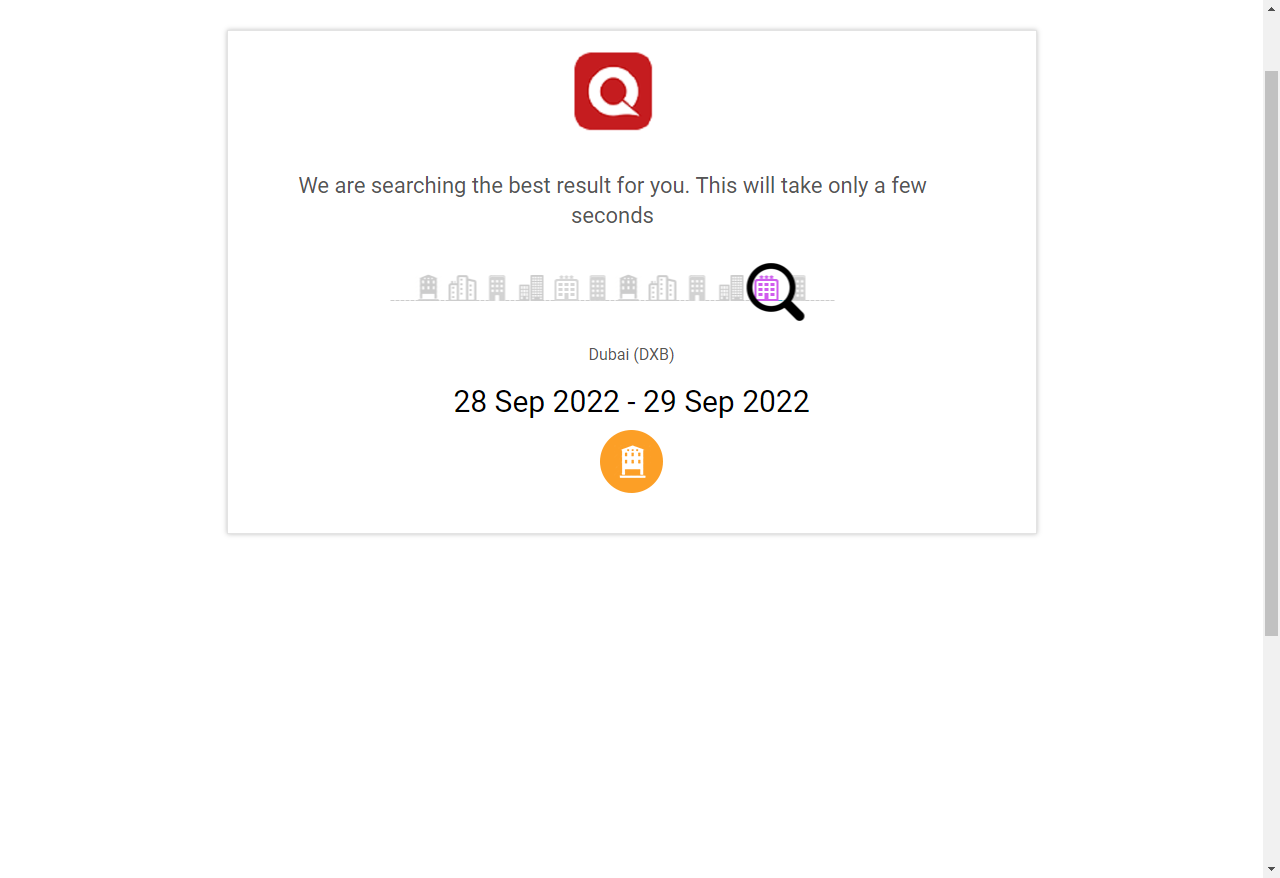 We are searching the best result for you. This will take only a few
seconds
Dubai (DXB)
28 Sep 2022 - 29 Sep 2022